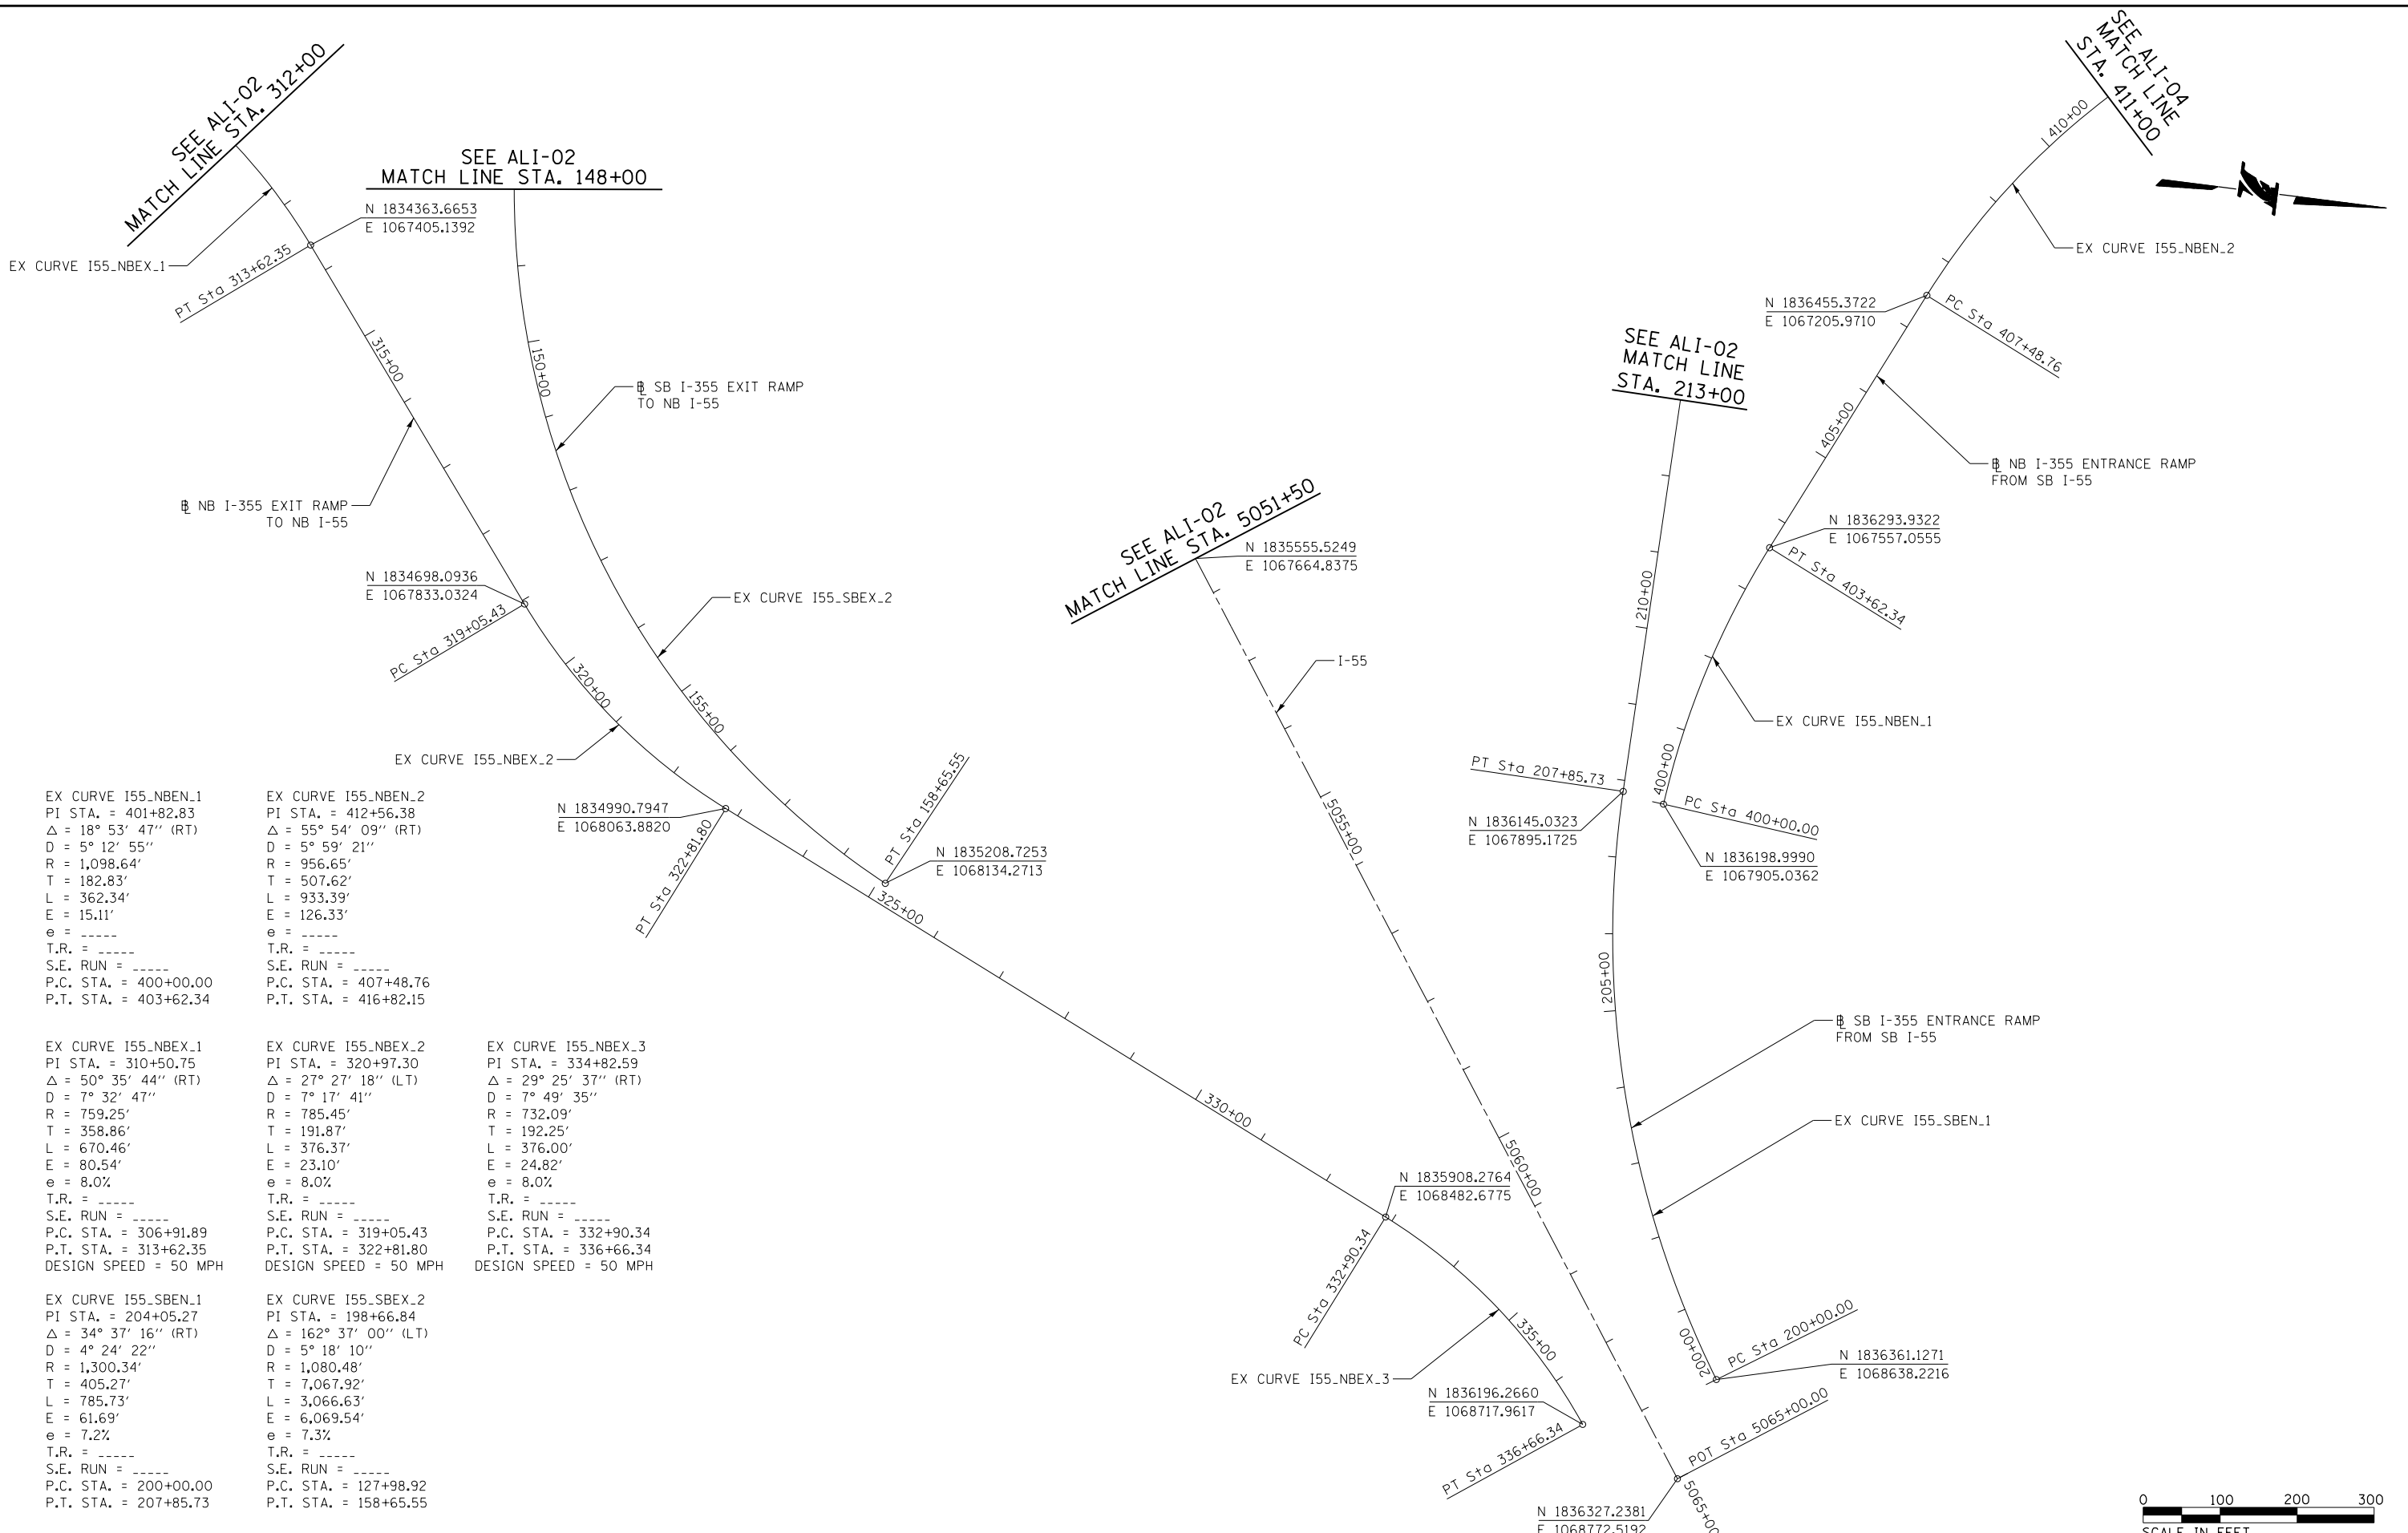 SEE ALI-02
MATCH LINE STA. 312+00
SEE ALI-02
MATCH LINE STA. 148+00
SEE ALI-04
MATCH LINE
STA. 411+00
N 1834363.6653
E 1067405.1392
EX CURVE I55_NBEX_1
PT Sta 313+62.35
315+00
150+00
℄ SB I-355 EXIT RAMP
TO NB I-55
℄ NB I-355 EXIT RAMP
TO NB I-55
N 1834698.0936
E 1067833.0324
PC Sta 319+05.43
320+00
EX CURVE I55_SBEX_2
155+00
EX CURVE I55_NBEX_2
N 1834990.7947
E 1068063.8820
PT Sta 322+81.80
PT Sta 158+65.55
N 1835208.7253
E 1068134.2713
325+00
330+00
SEE ALI-02
MATCH LINE STA. 5051+50
N 1835555.5249
E 1067664.8375
I-55
5055+00
5060+00
N 1835908.2764
E 1068482.6775
PC Sta 332+90.34
335+00
EX CURVE I55_NBEX_3
N 1836196.2660
E 1068717.9617
PT Sta 336+66.34
N 1836327.2381
E 1068772.5192
POT Sta 5065+00.00
5065+00
410+00
EX CURVE I55_NBEN_2
N 1836455.3722
E 1067205.9710
PC Sta 407+48.76
SEE ALI-02
MATCH LINE
STA. 213+00
405+00
℄ NB I-355 ENTRANCE RAMP
FROM SB I-55
N 1836293.9322
E 1067557.0555
PT Sta 403+62.34
210+00
EX CURVE I55_NBEN_1
PT Sta 207+85.73
400+00
PC Sta 400+00.00
N 1836145.0323
E 1067895.1725
N 1836198.9990
E 1067905.0362
205+00
℄ SB I-355 ENTRANCE RAMP
FROM SB I-55
EX CURVE I55_SBEN_1
200+00
PC Sta 200+00.00
N 1836361.1271
E 1068638.2216
EX CURVE I55_NBEN_1
PI STA. = 401+82.83
Δ = 18° 53' 47'' (RT)
D = 5° 12' 55''
R = 1,098.64'
T = 182.83'
L = 362.34'
E = 15.11'
e = _____
T.R. = _____
S.E. RUN = _____
P.C. STA. = 400+00.00
P.T. STA. = 403+62.34
EX CURVE I55_NBEN_2
PI STA. = 412+56.38
Δ = 55° 54' 09'' (RT)
D = 5° 59' 21''
R = 956.65'
T = 507.62'
L = 933.39'
E = 126.33'
e = _____
T.R. = _____
S.E. RUN = _____
P.C. STA. = 407+48.76
P.T. STA. = 416+82.15
EX CURVE I55_NBEX_1
PI STA. = 310+50.75
Δ = 50° 35' 44'' (RT)
D = 7° 32' 47''
R = 759.25'
T = 358.86'
L = 670.46'
E = 80.54'
e = 8.0%
T.R. = _____
S.E. RUN = _____
P.C. STA. = 306+91.89
P.T. STA. = 313+62.35
DESIGN SPEED = 50 MPH
EX CURVE I55_NBEX_2
PI STA. = 320+97.30
Δ = 27° 27' 18'' (LT)
D = 7° 17' 41''
R = 785.45'
T = 191.87'
L = 376.37'
E = 23.10'
e = 8.0%
T.R. = _____
S.E. RUN = _____
P.C. STA. = 319+05.43
P.T. STA. = 322+81.80
DESIGN SPEED = 50 MPH
EX CURVE I55_NBEX_3
PI STA. = 334+82.59
Δ = 29° 25' 37'' (RT)
D = 7° 49' 35''
R = 732.09'
T = 192.25'
L = 376.00'
E = 24.82'
e = 8.0%
T.R. = _____
S.E. RUN = _____
P.C. STA. = 332+90.34
P.T. STA. = 336+66.34
DESIGN SPEED = 50 MPH
EX CURVE I55_SBEN_1
PI STA. = 204+05.27
Δ = 34° 37' 16'' (RT)
D = 4° 24' 22''
R = 1,300.34'
T = 405.27'
L = 785.73'
E = 61.69'
e = 7.2%
T.R. = _____
S.E. RUN = _____
P.C. STA. = 200+00.00
P.T. STA. = 207+85.73
EX CURVE I55_SBEX_2
PI STA. = 198+66.84
Δ = 162° 37' 00'' (LT)
D = 5° 18' 10''
R = 1,080.48'
T = 7,067.92'
L = 3,066.63'
E = 6,069.54'
e = 7.3%
T.R. = _____
S.E. RUN = _____
P.C. STA. = 127+98.92
P.T. STA. = 158+65.55
0 100 200 300
SCALE IN FEET